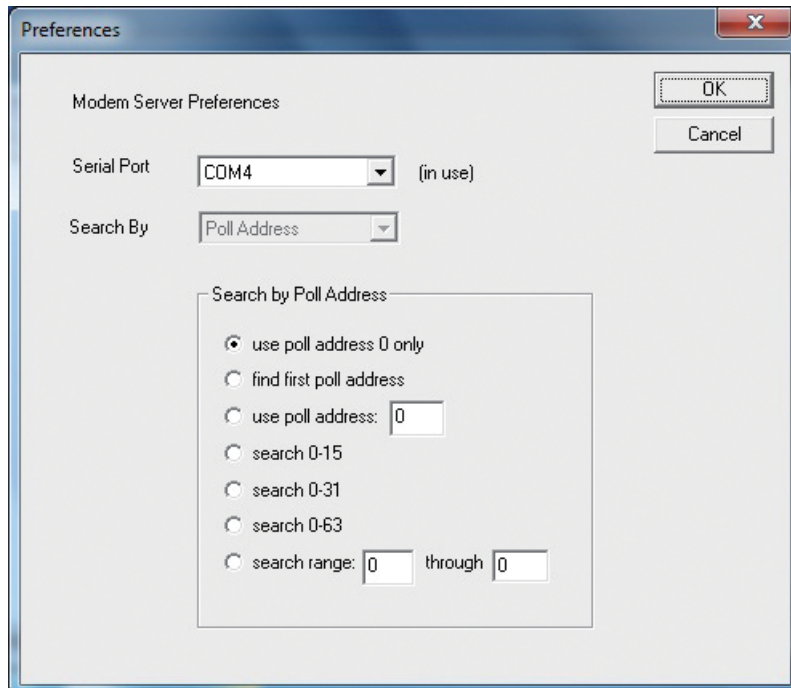 Preferences
OK
Modem Server Preferences
Cancel
Serial Port COM4 (in use)
Search By Poll Address
Search by Poll Address
use poll address 0 only
find first poll address
use poll address: 0
search 0-15
search 0-31
search 0-63
search range: 0 through 0